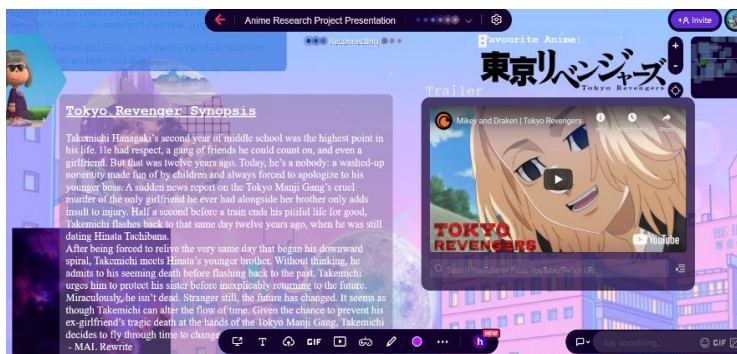 Anime Research Project Presentation
+ Invite
Reconnecting
Favourite Anime:
東京リベンジャーズ
Tokyo Revengers
Trailer
Tokyo Revenger Synopsis
Takemichi Hanagaki's second year of middle school was the highest point in
his life. He had respect, a gang of friends he could count on, and even a
girlfriend. But that was twelve years ago. Today, he's a nobody: a washed-up
nonentity made fun of by children and always forced to apologize to his
younger boss. A sudden news report on the Tokyo Manji Gang's cruel
murder of the only girlfriend he ever had alongside her brother only adds
insult to injury. Half a second before a train ends his pitiful life for good,
Takemichi flashes back to that same day twelve years ago, when he was still
dating Hinata Tachibana.
After being forced to relive the very same day that began his downward
spiral, Takemichi meets Hinata's younger brother. Without thinking, he
admits to his seeming death before flashing back to the past. Takemichi
urges him to protect his sister before inexplicably returning to the future.
Miraculously, he isn't dead. Stranger still, the future has changed. It seems as
though Takemichi can alter the flow of time. Given the chance to prevent his
ex-girlfriend's tragic death at the hands of the Tokyo Manji Gang, Takemichi
decides to fly through time to change
- MAL Rewrite
Mikey and Draken | Tokyo Revengers
Info
Watch later
Share
TOKYO
REVENGERS
YouTube
Search YouTube or Paste YouTube/Twitch URL
T
GIF
NEW
h
Say something...
GIF